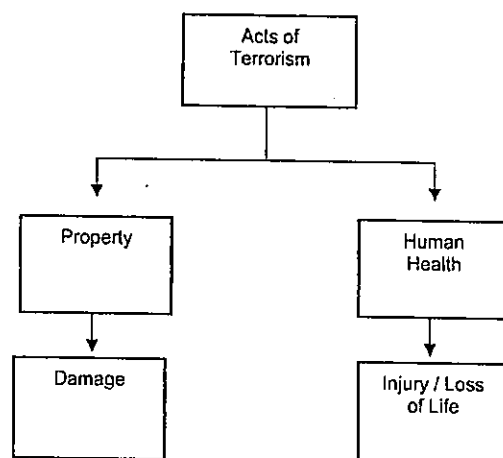 Acts of
Terrorism
Property
Human
Health
Damage
Injury / Loss
of Life